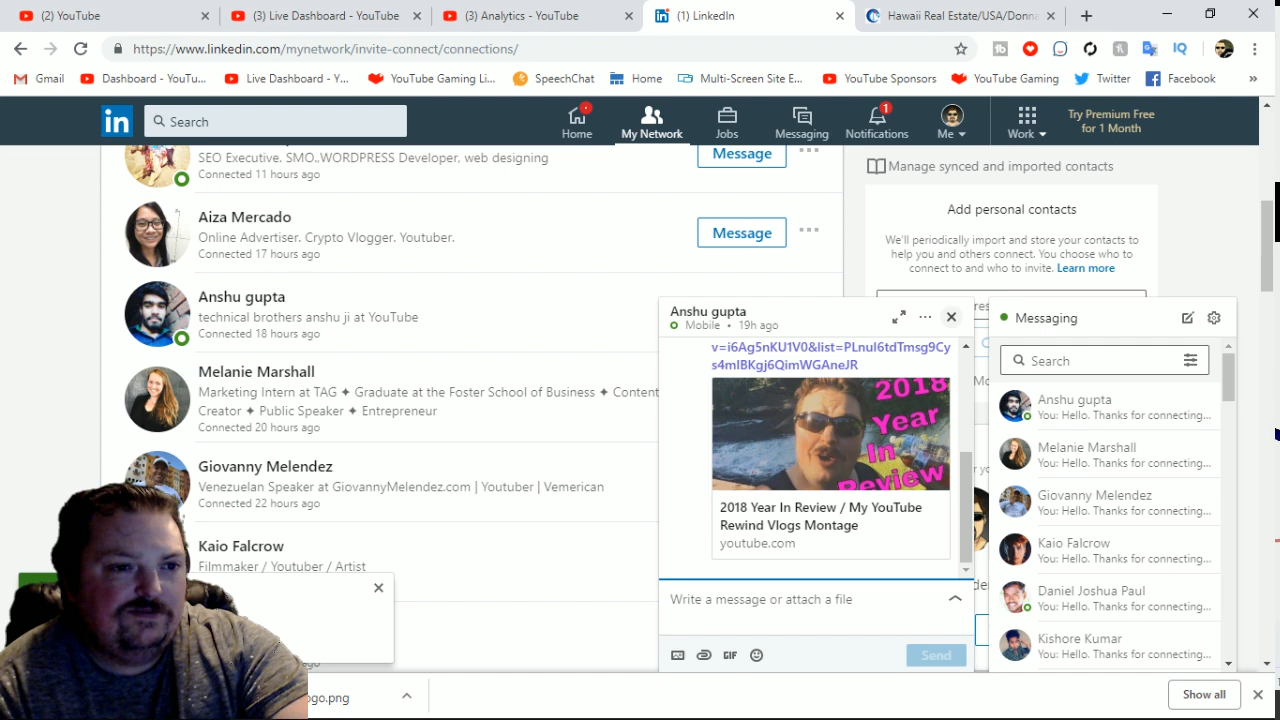 (2) YouTube
(3) Live Dashboard - YouTube
(3) Analytics - YouTube
(1) LinkedIn
Hawaii Real Estate/USA/Donna
https://www.linkedin.com/mynetwork/invite-connect/connections/
Gmail
Dashboard - YouTu...
Live Dashboard - Y...
YouTube Gaming Li...
SpeechChat
Home
Multi-Screen Site E...
YouTube Sponsors
YouTube Gaming
Twitter
Facebook
»
in
Search
Home
My Network
Jobs
Messaging
1
Notifications
Me
Work
Try Premium Free
for 1 Month
SEO Executive. SMO..WORDPRESS Developer, web designing
Connected 11 hours ago
Message
Aiza Mercado
Online Advertiser. Crypto Vlogger. Youtuber.
Connected 17 hours ago
Message
Anshu gupta
technical brothers anshu ji at YouTube
Connected 18 hours ago
Melanie Marshall
Marketing Intern at TAG ✦ Graduate at the Foster School of Business ✦ Content
Creator ✦ Public Speaker ✦ Entrepreneur
Connected 20 hours ago
Giovanny Melendez
Venezuelan Speaker at GiovannyMelendez.com | Youtuber | Vemerican
Connected 22 hours ago
Kaio Falcrow
Filmmaker / Youtuber / Artist
Manage synced and imported contacts
Add personal contacts
We'll periodically import and store your contacts to
help you and others connect. You choose who to
connect to and who to invite. Learn more
Anshu gupta
Mobile • 19h ago
v=i6Ag5nKU1V0&list=PLnul6tdTmsg9Cy
s4mlBKgj6QimWGAneJR
2018
Year
In
Review
2018 Year In Review / My YouTube
Rewind Vlogs Montage
youtube.com
Write a message or attach a file
GIF
Send
Messaging
Search
Anshu gupta
You: Hello. Thanks for connecting...
Melanie Marshall
You: Hello. Thanks for connecting...
Giovanny Melendez
You: Hello. Thanks for connecting...
Kaio Falcrow
You: Hello. Thanks for connecting...
Daniel Joshua Paul
You: Hello. Thanks for connecting...
Kishore Kumar
You: Hello. Thanks for connecting...
ogo.png
Show all